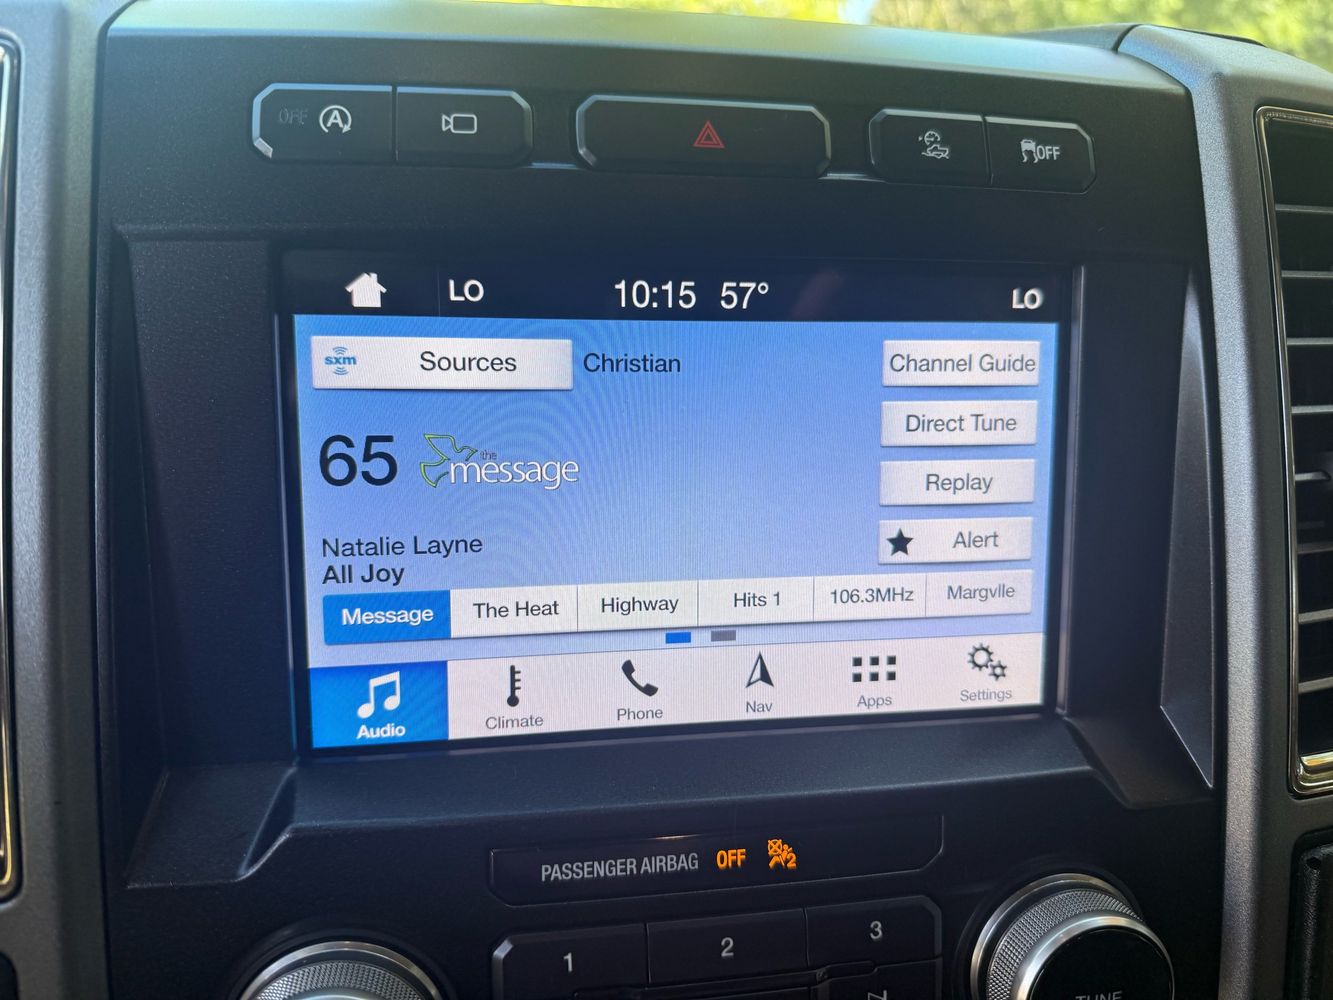 OFF A
OFF
LO 10:15 57° LO
sxm Sources Christian Channel Guide
Direct Tune
65 the message
Replay
Alert
Natalie Layne
All Joy
Message The Heat Highway Hits 1 106.3MHz Margvlle
Audio Climate Phone Nav Apps Settings
PASSENGER AIRBAG OFF 2
1 2 3
TUNE